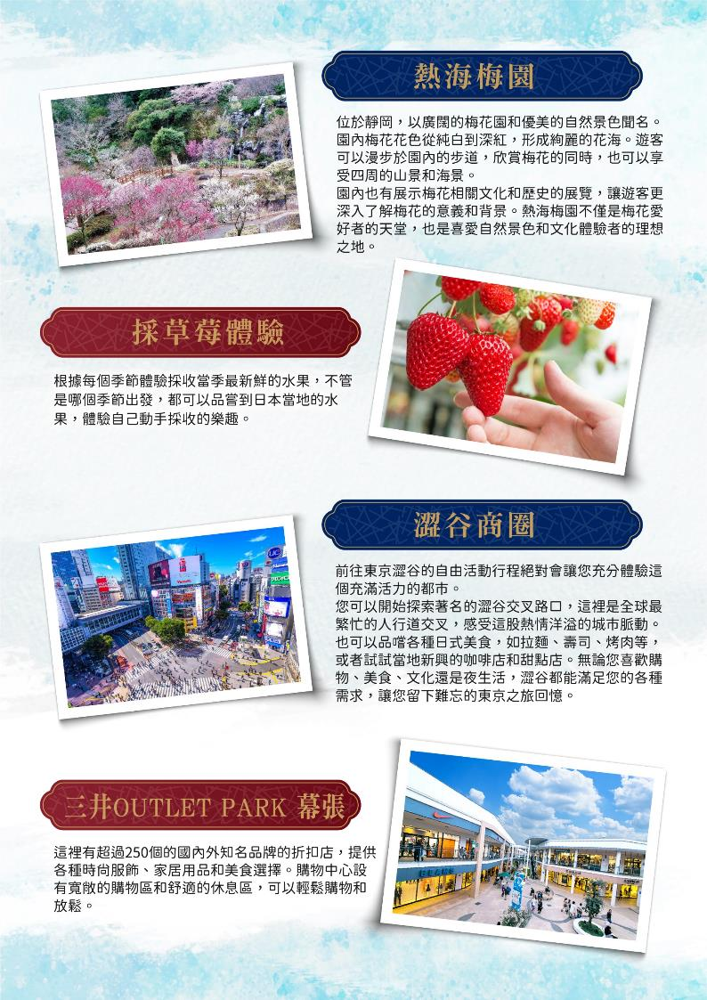 熱海梅園
位於靜岡，以廣闊的梅花園和優美的自然景色聞名。
園內梅花花色從純白到深紅，形成絢麗的花海。遊客
可以漫步於園內的步道，欣賞梅花的同時，也可以享
受四周的山景和海景。
園內也有展示梅花相關文化和歷史的展覽，讓遊客更
深入了解梅花的意義和背景。熱海梅園不僅是梅花愛
好者的天堂，也是喜愛自然景色和文化體驗者的理想
之地。
採草莓體驗
根據每個季節體驗採收當季最新鮮的水果，不管
是哪個季節出發，都可以品嘗到日本當地的水
果，體驗自己動手採收的樂趣。
澀谷商圈
前往東京澀谷的自由活動行程絕對會讓您充分體驗這
個充滿活力的都市。
您可以開始探索著名的澀谷交叉路口，這裡是全球最
繁忙的人行道交叉，感受這股熱情洋溢的城市脈動。
也可以品嚐各種日式美食，如拉麵、壽司、烤肉等，
或者試試當地新興的咖啡店和甜點店。無論您喜歡購
物、美食、文化還是夜生活，澀谷都能滿足您的各種
需求，讓您留下難忘的東京之旅回憶。
三井OUTLET PARK 幕張
這裡有超過250個的國內外知名品牌的折扣店，提供
各種時尚服飾、家居用品和美食選擇。購物中心設
有寬敞的購物區和舒適的休息區，可以輕鬆購物和
放鬆。